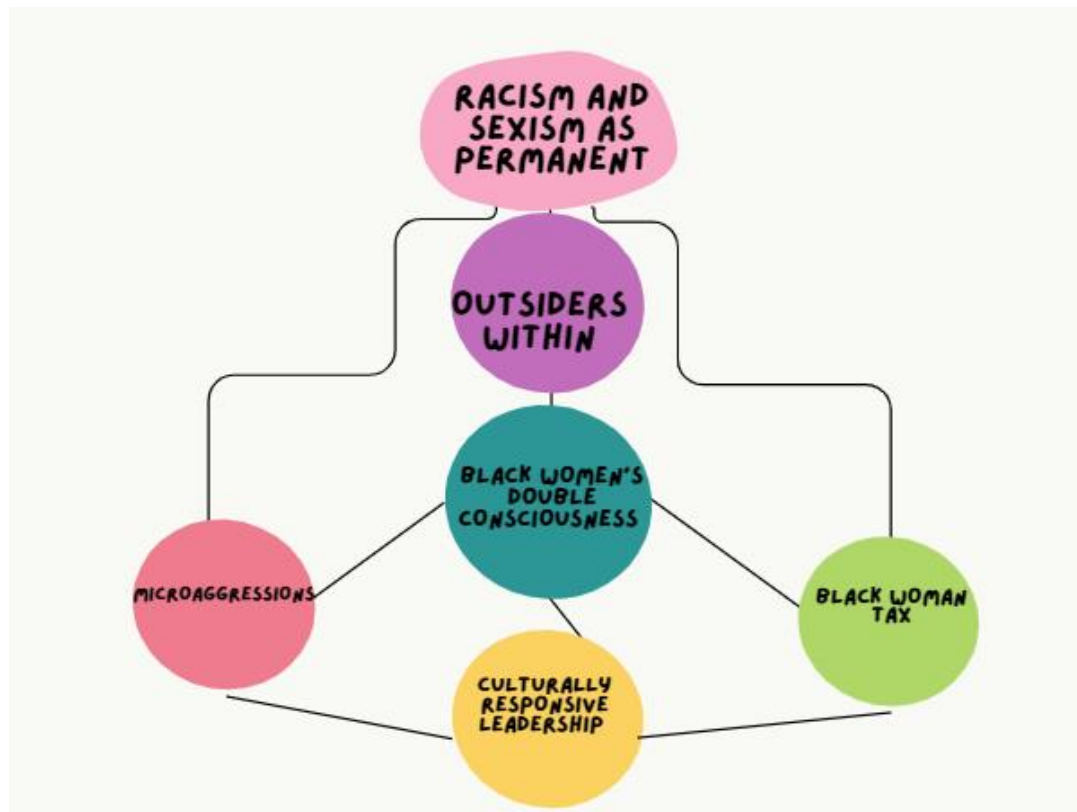 RACISM AND
SEXISM AS
PERMANENT
OUTSIDERS
WITHIN
BLACK WOMEN'S
DOUBLE
CONSCIOUSNESS
MICROAGGRESSIONS
BLACK WOMAN
TAX
CULTURALLY
RESPONSIVE
LEADERSHIP